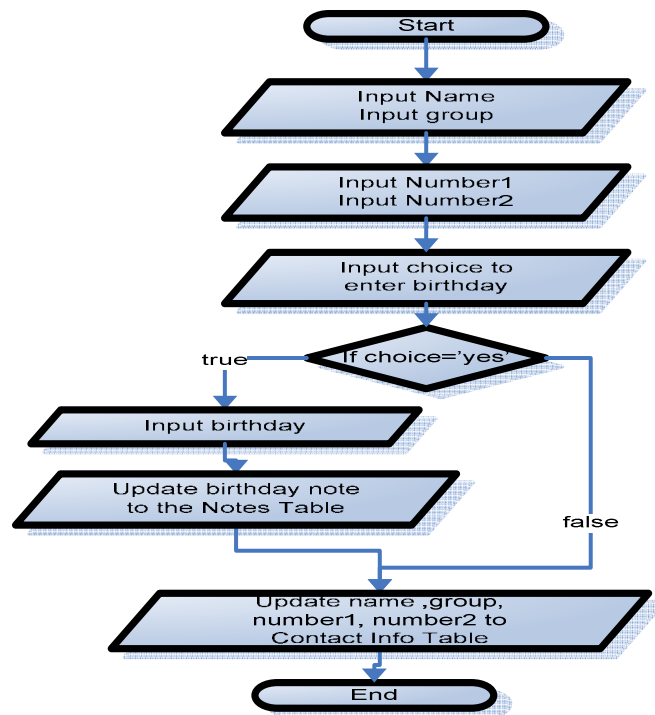 Start
Input Name
Input group
Input Number1
Input Number2
Input choice to
enter birthday
If choice='yes'
true
Input birthday
Update birthday note
to the Notes Table
false
Update name ,group,
number1, number2 to
Contact Info Table
End